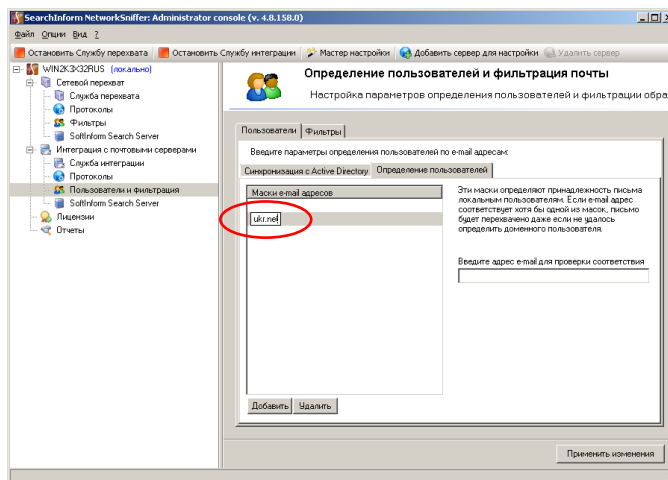 SearchInform NetworkSniffer: Administrator console (v. 4.8.158.0)
Файл Опции Вид ?
Остановить Службу перехвата Остановить Службу интеграции Мастер настройки Добавить сервер для настройки Удалить сервер
WIN2K3X32RUS (локально)
Сетевой перехват
Служба перехвата
Протоколы
Фильтры
SoftInform Search Server
Интеграция с почтовыми серверами
Служба интеграции
Протоколы
Пользователи и фильтрация
SoftInform Search Server
Лицензии
Отчеты
Определение пользователей и фильтрация почты
Настройка параметров определения пользователей и фильтрации обра
Пользователи Фильтры
Введите параметры определения пользователей по e-mail адресам:
Синхронизация с Active Directory Определение пользователей
Маски e-mail адресов
ukr.net
Эти маски определяют принадлежность письма
локальным пользователям. Если e-mail адрес
соответствует хотя бы одной из масок, письмо
будет перехвачено даже если не удалось
определить доменного пользователя.
Введите адрес e-mail для проверки соответствия
Добавить Удалить
Применить изменения